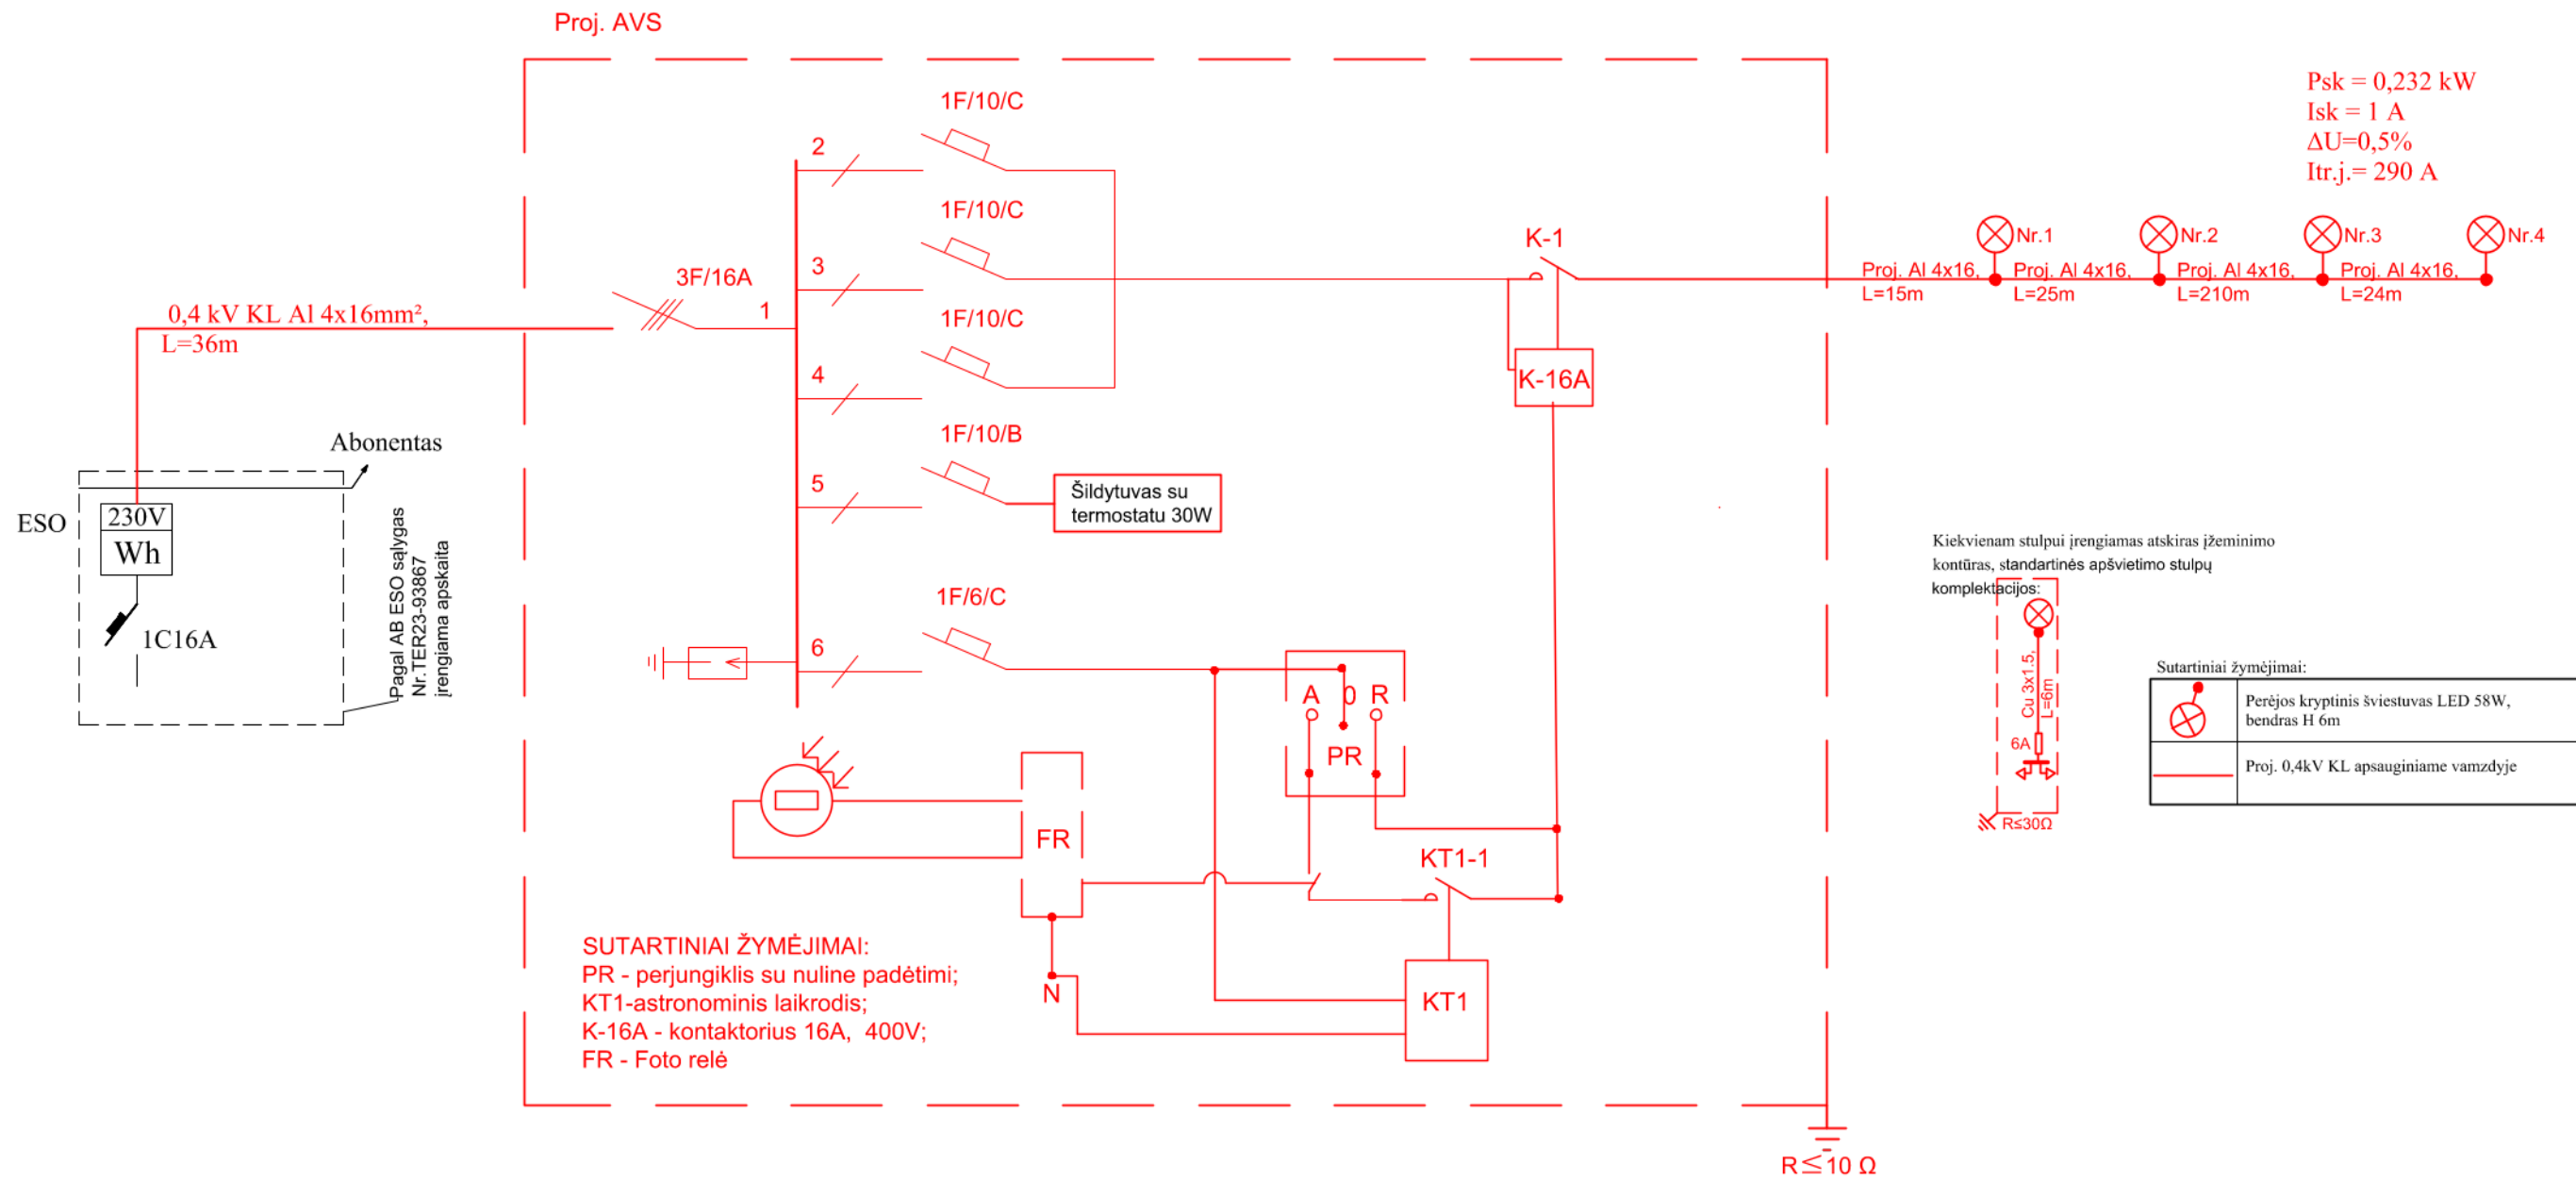 Proj. AVS
Psk = 0,232 kW
Isk = 1 A
ΔU=0,5%
Itr.j.= 290 A
1F/10/C
2
1F/10/C
3
1F/10/C
4
1F/10/B
5
Šildytuvas su
termostatu 30W
1F/6/C
6
3F/16A
1
0,4 kV KL Al 4x16mm²,
L=36m
Abonentas
ESO
230V
Wh
1C16A
Pagal AB ESO sąlygas
Nr.TER23-93867
įrengiama apskaita
K-1
K-16A
Nr.1
Nr.2
Nr.3
Nr.4
Proj. Al 4x16,
L=15m
Proj. Al 4x16,
L=25m
Proj. Al 4x16,
L=210m
Proj. Al 4x16,
L=24m
A 0 R
PR
FR
KT1-1
KT1
N
SUTARTINIAI ŽYMĖJIMAI:
PR - perjungiklis su nuline padėtimi;
KT1-astronominis laikrodis;
K-16A - kontaktorius 16A, 400V;
FR - Foto relė
Kiekvienam stulpui įrengiamas atskiras įžeminimo
kontūras, standartinės apšvietimo stulpų
komplektacijos:
Cu 3x1.5,
L=6m
6A
R≤30Ω
Sutartiniai žymėjimai:
Perėjos kryptinis šviestuvas LED 58W,
bendras H 6m
Proj. 0,4kV KL apsauginiame vamzdyje
R≤10 Ω